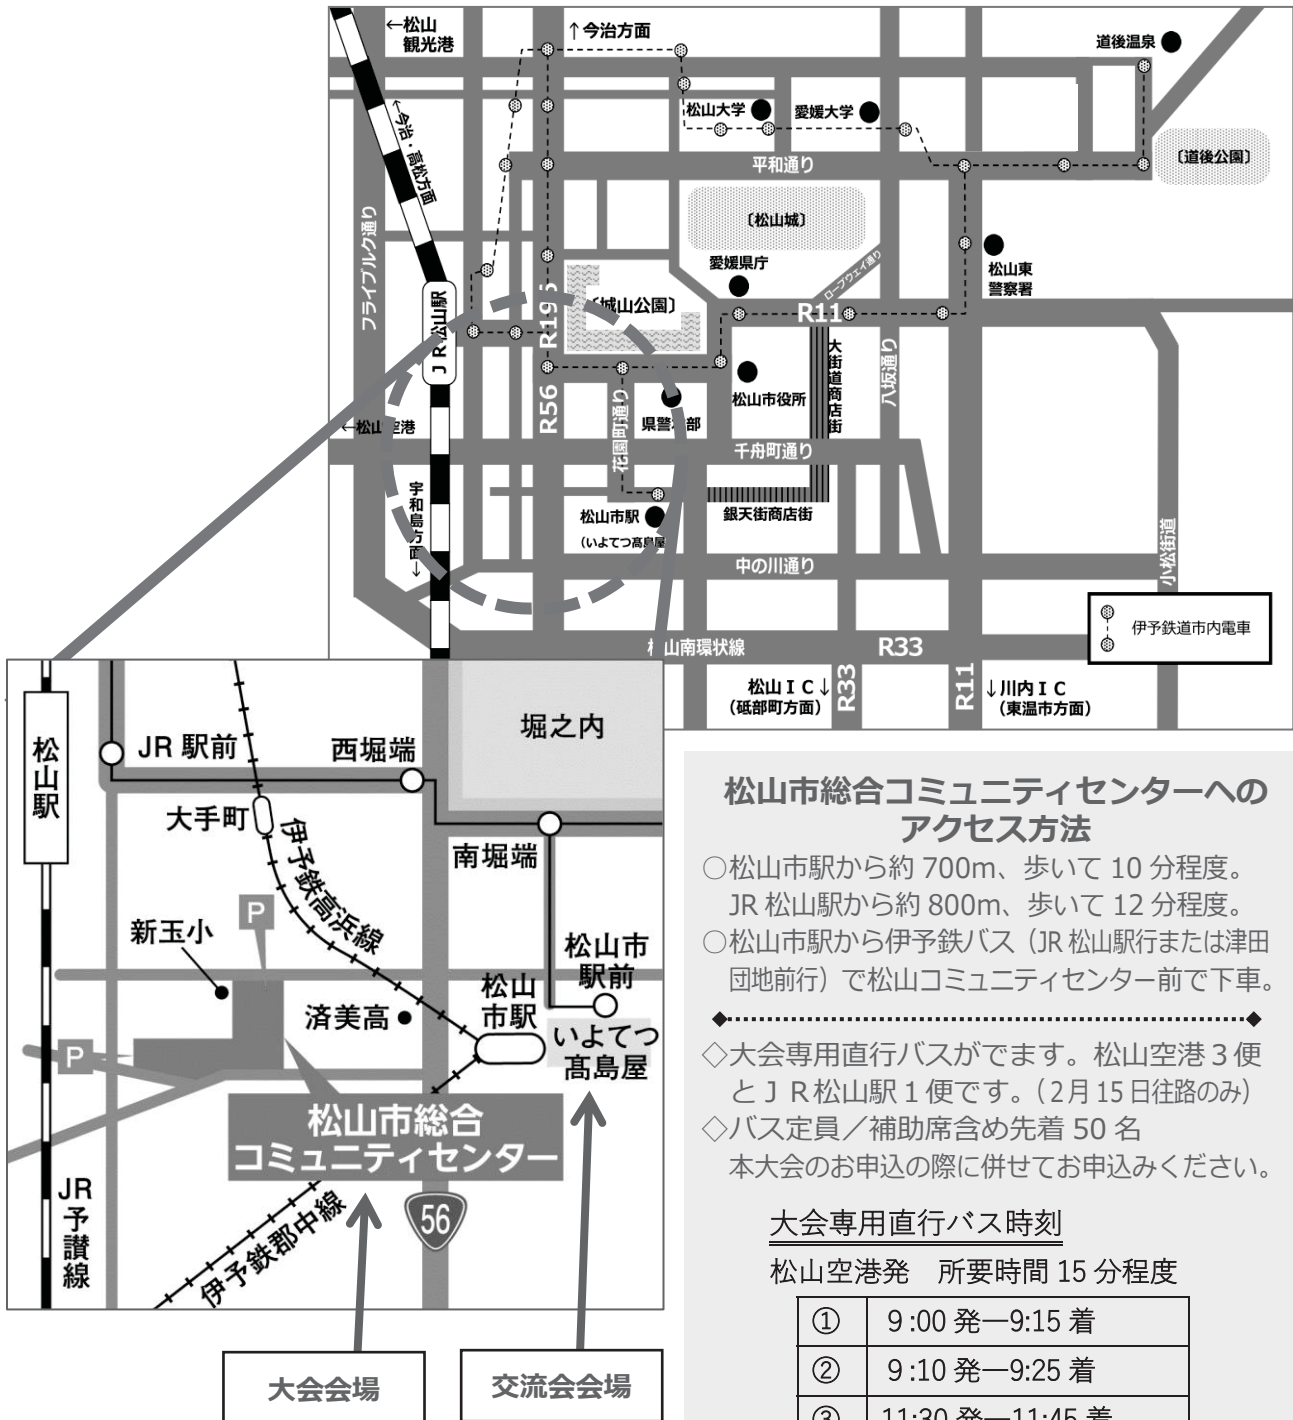 ←松山
観光港
↑今治方面
道後温泉
松山大学
愛媛大学
←今治・高松方面
平和通り
〔道後公園〕
〔松山城〕
フライブルク通り
愛媛県庁
ロープウェイ通り
松山東
警察署
JR松山駅
R196
〔城山公園〕
R11
大街道商店街
八坂通り
松山市役所
R56
花園町通り
県警本部
←松山空港
千舟町通り
宇和島方面→
銀天街商店街
松山市駅
(いよてつ髙島屋)
中の川通り
小松街道
伊予鉄道市内電車
松山南環状線
R33
松山IC↓
(砥部町方面)
R33
R11
↓川内IC
(東温市方面)
松山駅
JR駅前
西堀端
堀之内
大手町
南堀端
伊予鉄高浜線
P
新玉小
松山市
駅前
松山
市駅
済美高
いよてつ
髙島屋
P
松山市総合
コミュニティセンター
JR予讃線
56
伊予鉄郡中線
大会会場
交流会会場
松山市総合コミュニティセンターへの
アクセス方法
○松山市駅から約700m、歩いて10分程度。
JR松山駅から約800m、歩いて12分程度。
○松山市駅から伊予鉄バス（JR松山駅行または津田
団地前行）で松山コミュニティセンター前で下車。
◇大会専用直行バスがでます。松山空港3便
とJR松山駅1便です。（2月15日往路のみ）
◇バス定員／補助席含め先着50名
本大会のお申込の際に併せてお申込みください。
大会専用直行バス時刻
松山空港発　所要時間15分程度
① 9:00発―9:15着
② 9:10発―9:25着
③ 11:30発―11:45着